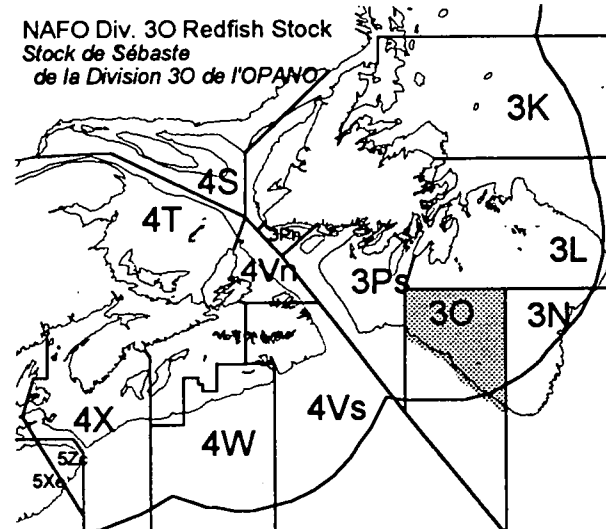 NAFO Div. 3O Redfish Stock
Stock de Sébaste
de la Division 3O de l'OPANO
3K
4S
4T
3Pn
3L
4Vn
3Ps
3O
3N
4X
4W
4Vs
5Zc